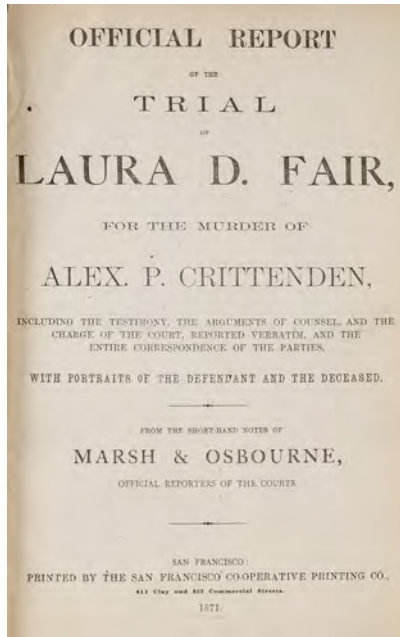 OFFICIAL REPORT
OF THE
TRIAL
OF
LAURA D. FAIR,
FOR THE MURDER OF
ALEX. P. CRITTENDEN,
INCLUDING THE TESTIMONY, THE ARGUMENTS OF COUNSEL, AND THE
CHARGE OF THE COURT, REPORTED VERBATIM, AND THE
ENTIRE CORRESPONDENCE OF THE PARTIES.
WITH PORTRAITS OF THE DEFENDANT AND THE DECEASED.
FROM THE SHORT-HAND NOTES OF
MARSH & OSBOURNE,
OFFICIAL REPORTERS OF THE COURTS.
SAN FRANCISCO:
PRINTED BY THE SAN FRANCISCO CO-OPERATIVE PRINTING CO.,
411 Clay and Commercial Streets.
1871.